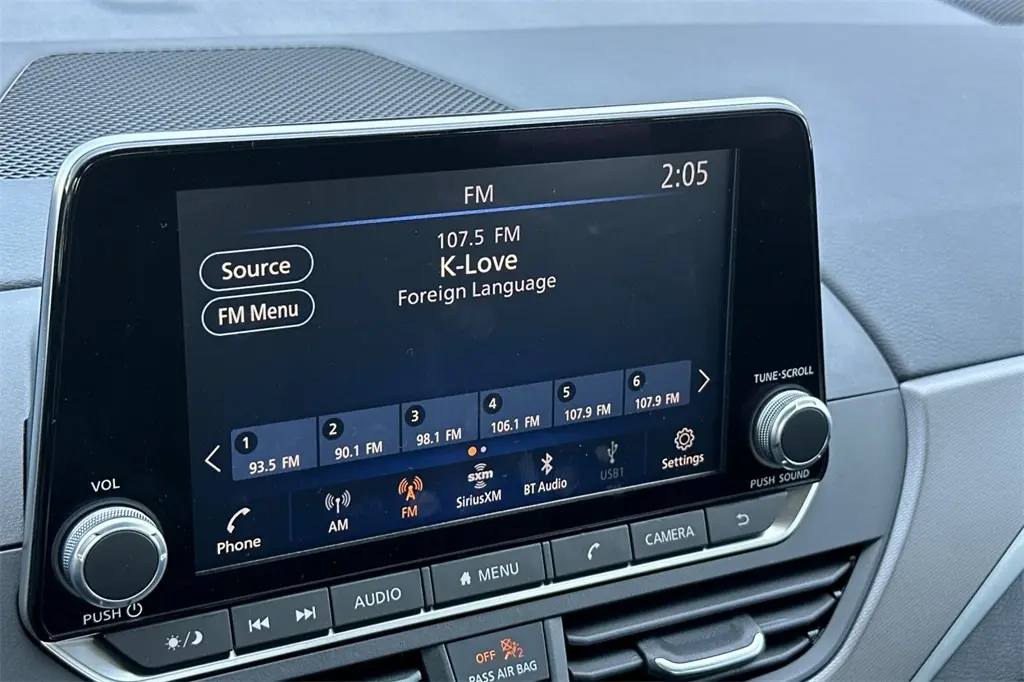 FM
2:05
107.5 FM
K-Love
Foreign Language
Source
FM Menu
1
93.5 FM
2
90.1 FM
3
98.1 FM
4
106.1 FM
5
107.9 FM
6
107.9 FM
Phone
AM
FM
sxm
SiriusXM
BT Audio
USB1
Settings
VOL
PUSH
TUNE·SCROLL
PUSH SOUND
AUDIO
MENU
CAMERA
OFF
2
PASS AIR BAG